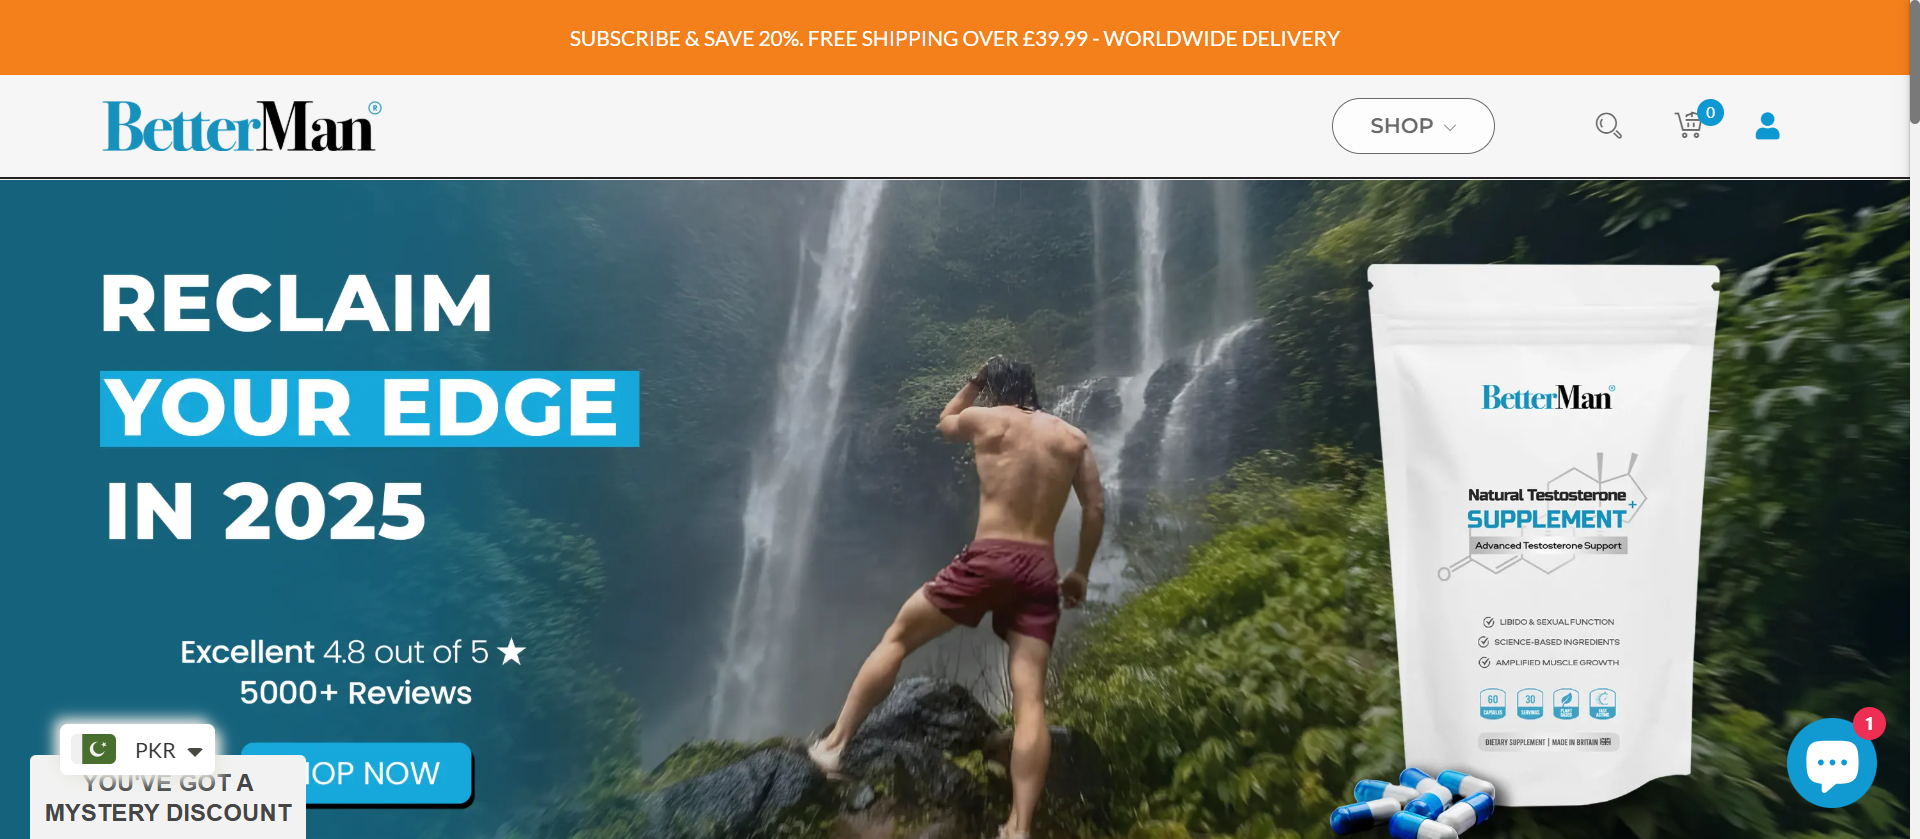 SUBSCRIBE & SAVE 20%. FREE SHIPPING OVER £39.99 - WORLDWIDE DELIVERY
BetterMan®
SHOP
0
RECLAIM
YOUR EDGE
IN 2025
Excellent 4.8 out of 5
5000+ Reviews
OP NOW
PKR
YOU'VE GOT A
MYSTERY DISCOUNT
BetterMan®
Natural Testosterone
SUPPLEMENT+
Advanced Testosterone Support
O
LIBIDO & SEXUAL FUNCTION
SCIENCE-BASED INGREDIENTS
AMPLIFIED MUSCLE GROWTH
60 CAPSULES
30 SERVINGS
PLANT BASED
FAST ACTING
DIETARY SUPPLEMENT | MADE IN BRITAIN
1